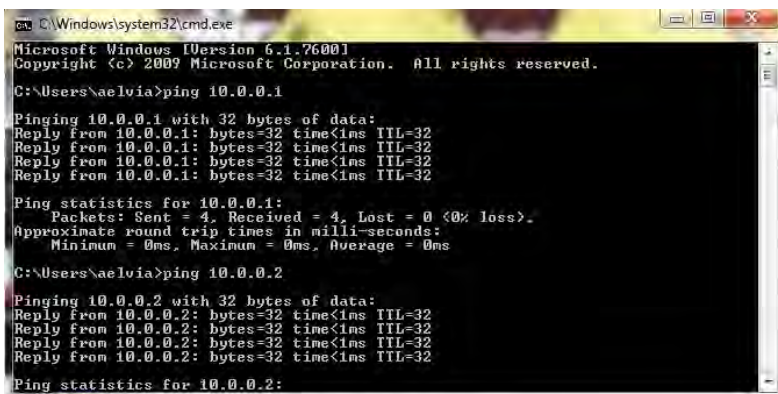 C:\Windows\system32\cmd.exe
Microsoft Windows [Version 6.1.7600]
Copyright (c) 2009 Microsoft Corporation.  All rights reserved.
C:\Users\aelvia>ping 10.0.0.1
Pinging 10.0.0.1 with 32 bytes of data:
Reply from 10.0.0.1: bytes=32 time<1ms TTL=32
Reply from 10.0.0.1: bytes=32 time<1ms TTL=32
Reply from 10.0.0.1: bytes=32 time<1ms TTL=32
Reply from 10.0.0.1: bytes=32 time<1ms TTL=32
Ping statistics for 10.0.0.1:
Packets: Sent = 4, Received = 4, Lost = 0 (0% loss),
Approximate round trip times in milli-seconds:
Minimum = 0ms, Maximum = 0ms, Average = 0ms
C:\Users\aelvia>ping 10.0.0.2
Pinging 10.0.0.2 with 32 bytes of data:
Reply from 10.0.0.2: bytes=32 time<1ms TTL=32
Reply from 10.0.0.2: bytes=32 time<1ms TTL=32
Reply from 10.0.0.2: bytes=32 time<1ms TTL=32
Reply from 10.0.0.2: bytes=32 time<1ms TTL=32
Ping statistics for 10.0.0.2: